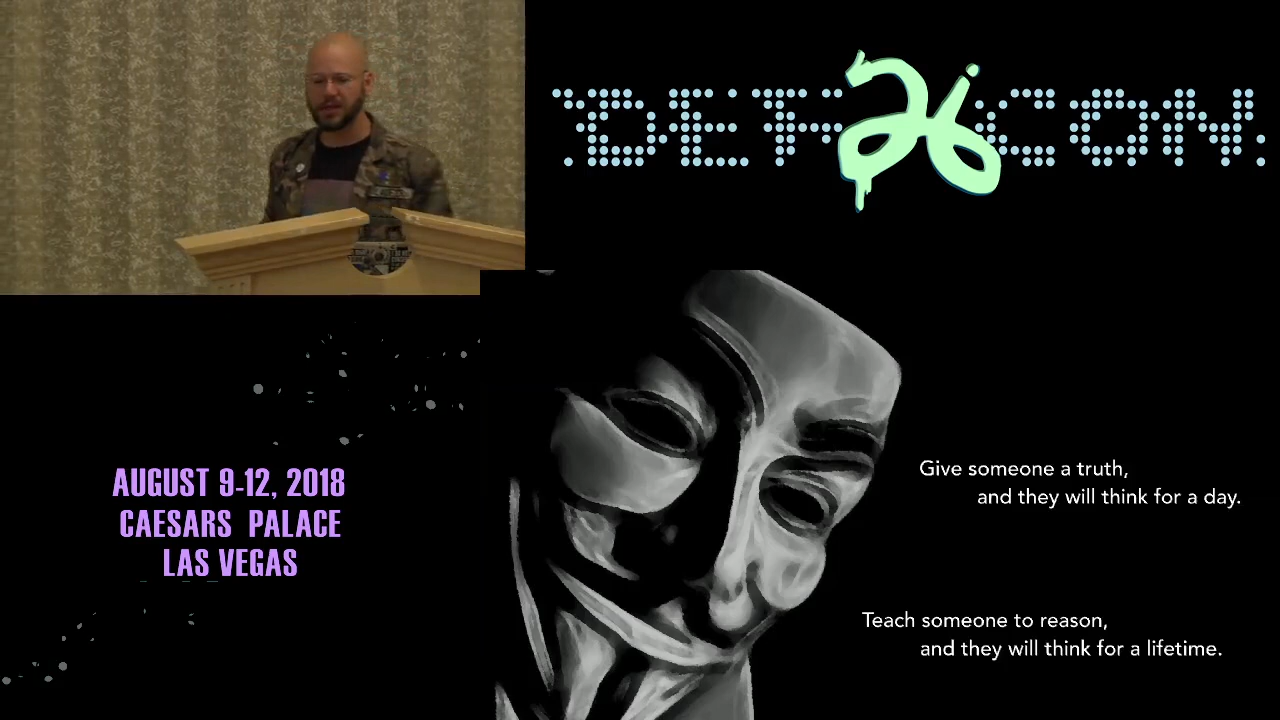 DEF 26 CON
AUGUST 9-12, 2018
CAESARS PALACE
LAS VEGAS
Give someone a truth,
and they will think for a day.
Teach someone to reason,
and they will think for a lifetime.